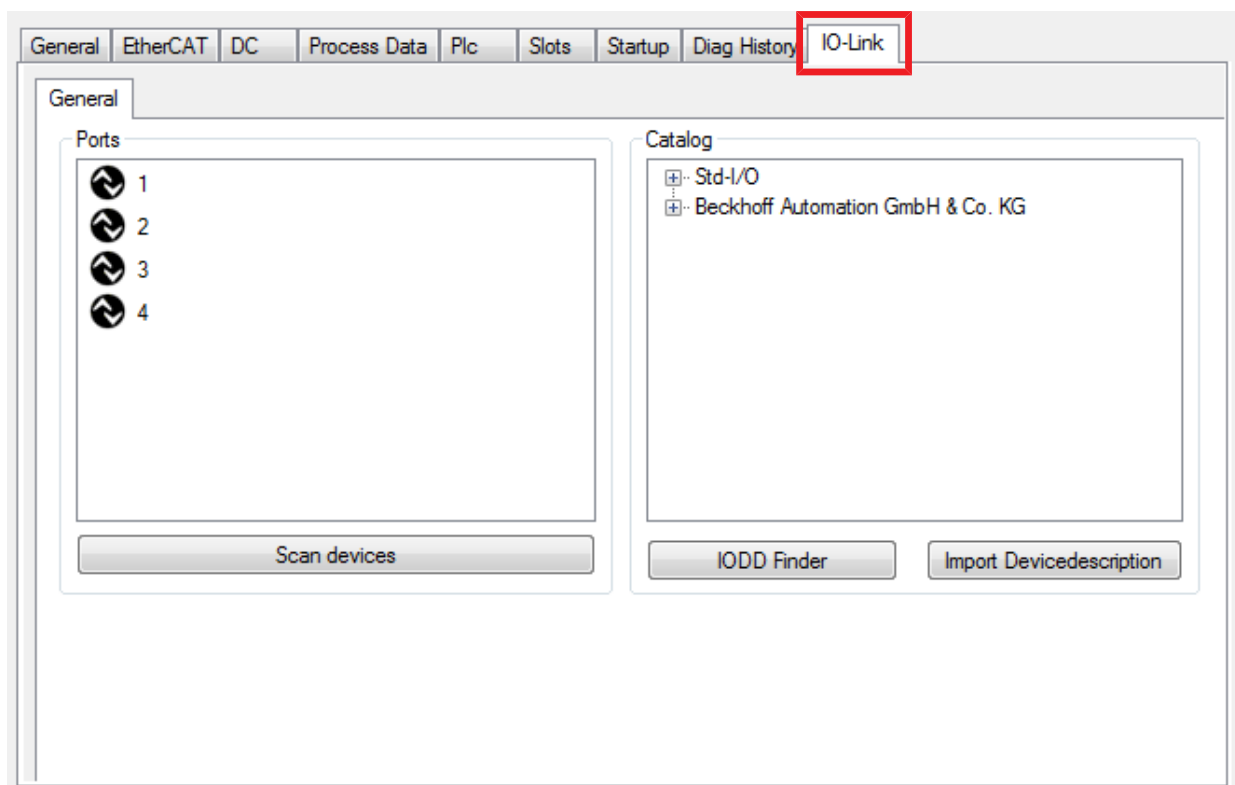 General EtherCAT DC Process Data Plc Slots Startup Diag History IO-Link
General
Ports
1
2
3
4
Scan devices
Catalog
Std-I/O
Beckhoff Automation GmbH & Co. KG
IODD Finder Import Devicedescription